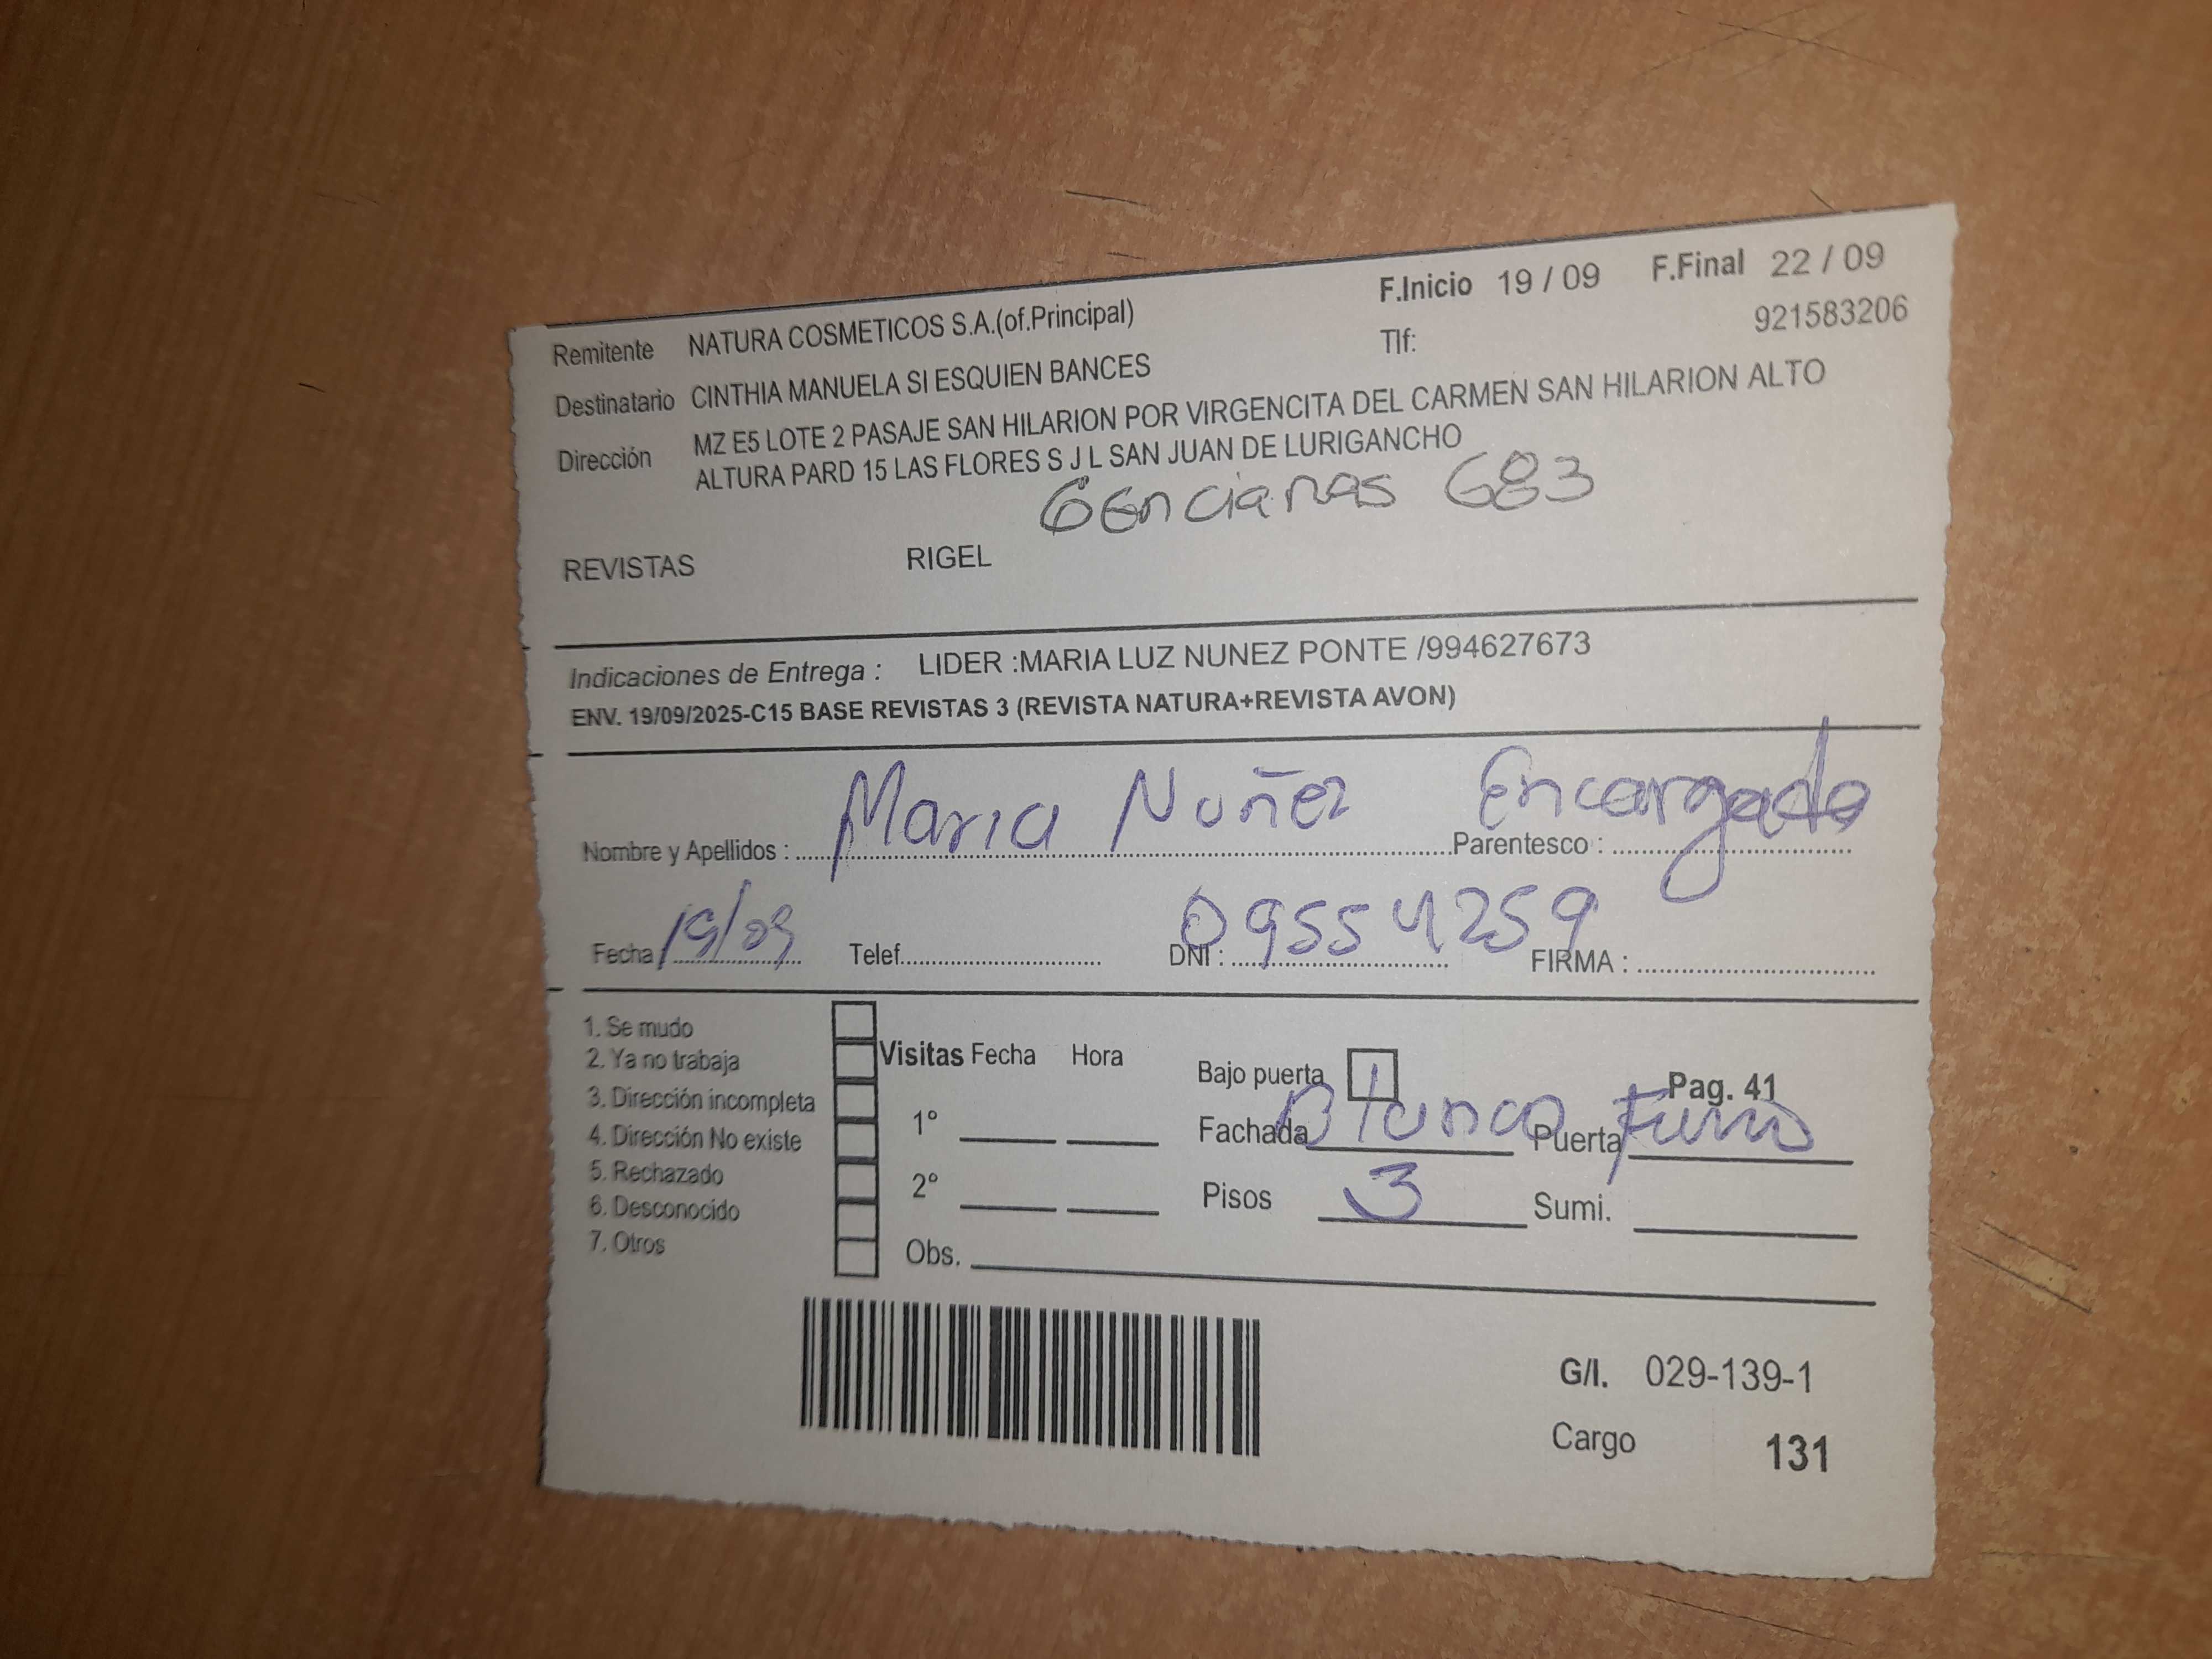 F.Inicio 19 / 09 F.Final 22 / 09
Remitente NATURA COSMETICOS S.A.(of.Principal) Tlf: 921583206
Destinatario CINTHIA MANUELA SI ESQUIEN BANCES
Dirección MZ E5 LOTE 2 PASAJE SAN HILARION POR VIRGENCITA DEL CARMEN SAN HILARION ALTO
ALTURA PARD 15 LAS FLORES S J L SAN JUAN DE LURIGANCHO
Gencianas 683
REVISTAS RIGEL
Indicaciones de Entrega : LIDER :MARIA LUZ NUNEZ PONTE /994627673
ENV. 19/09/2025-C15 BASE REVISTAS 3 (REVISTA NATURA+REVISTA AVON)
Nombre y Apellidos : Maria Nuñez Parentesco : Encargada
Fecha 19/09 Telef. DNI : 09554259 FIRMA :
1. Se mudo
2. Ya no trabaja Visitas Fecha Hora Bajo puerta Pag. 41
3. Dirección incompleta 1° Fachada Blanco Puerta Fierro
4. Dirección No existe
5. Rechazado 2° Pisos 3 Sumi.
6. Desconocido
7. Otros Obs.
G/I. 029-139-1
Cargo 131